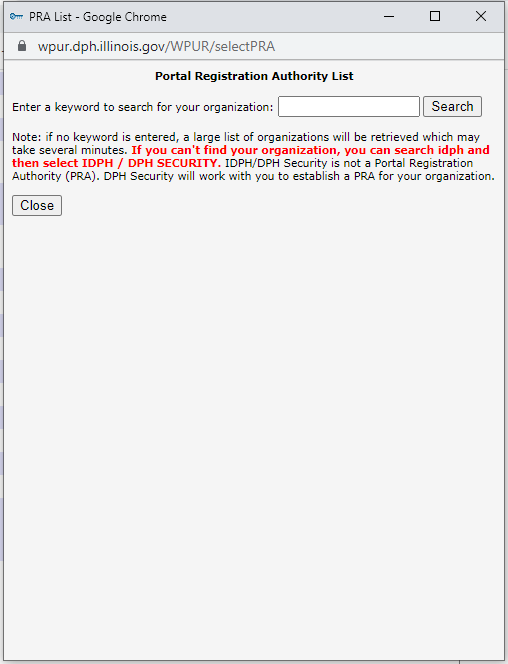 PRA List - Google Chrome
wpur.dph.illinois.gov/WPUR/selectPRA
Portal Registration Authority List
Enter a keyword to search for your organization: Search
Note: if no keyword is entered, a large list of organizations will be retrieved which may
take several minutes. If you can't find your organization, you can search idph and
then select IDPH / DPH SECURITY. IDPH/DPH Security is not a Portal Registration
Authority (PRA). DPH Security will work with you to establish a PRA for your organization.
Close